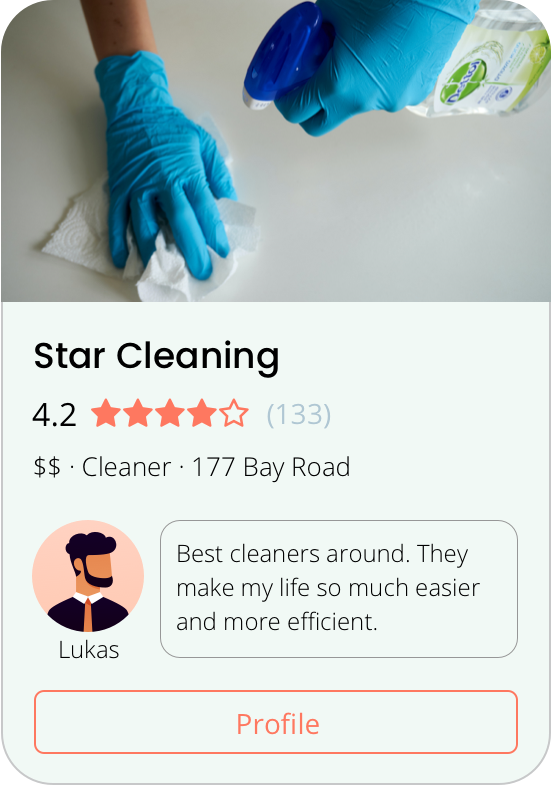 Dettol
Star Cleaning
4.2 (133)
$$ · Cleaner · 177 Bay Road
Best cleaners around. They
make my life so much easier
and more efficient.
Lukas
Profile